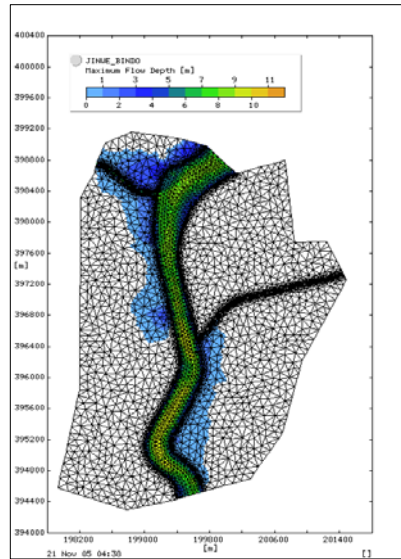 JINUE_BINDO
Maximum Flow Depth [m]
1 3 5 7 9 11
0 2 4 6 8 10
400400
400000
399600
399200
398800
398400
398000
397600
[m]
397200
396800
396400
396000
395600
395200
394800
394400
394000
198200 199000 199800 200600 201400
[m]
21 Nov 05 04:38 []